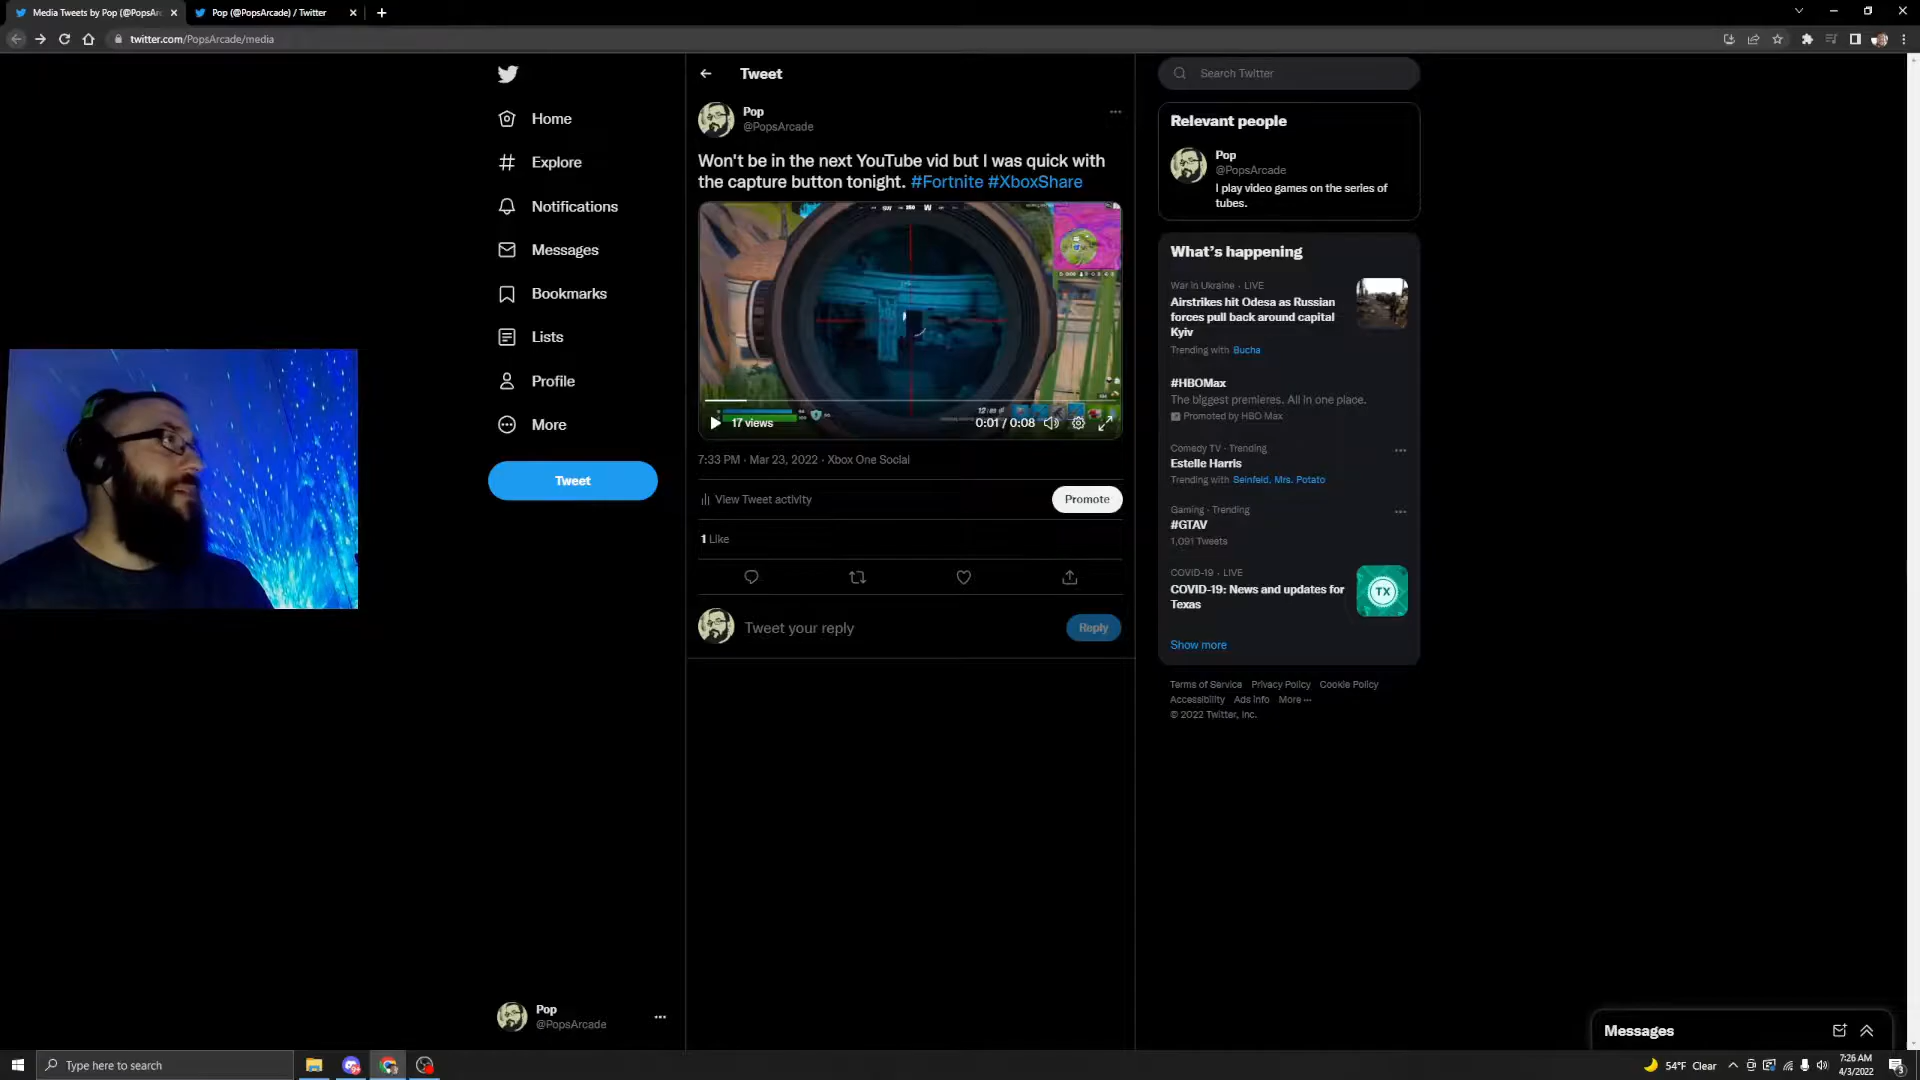 Media Tweets by Pop (@PopsAr
Pop (@PopsArcade) / Twitter
twitter.com/PopsArcade/media
Home
Explore
Notifications
Messages
Bookmarks
Lists
Profile
More
Tweet
Pop
@PopsArcade
Tweet
Pop
@PopsArcade
Won't be in the next YouTube vid but I was quick with
the capture button tonight. #Fortnite #XboxShare
17 views
0:01 / 0:08
7:33 PM · Mar 23, 2022 · Xbox One Social
View Tweet activity
Promote
1 Like
Tweet your reply
Reply
Search Twitter
Relevant people
Pop
@PopsArcade
I play video games on the series of
tubes.
What's happening
War in Ukraine · LIVE
Airstrikes hit Odesa as Russian
forces pull back around capital
Kyiv
Trending with Bucha
#HBOMax
The biggest premieres. All in one place.
Promoted by HBO Max
Comedy TV · Trending
Estelle Harris
Trending with Seinfeld, Mrs. Potato
Gaming · Trending
#GTAV
1,091 Tweets
COVID-19 · LIVE
COVID-19: News and updates for
Texas
TX
Show more
Terms of Service Privacy Policy Cookie Policy
Accessibility Ads info More ···
© 2022 Twitter, Inc.
Messages
Type here to search
54°F Clear
7:26 AM
4/3/2022